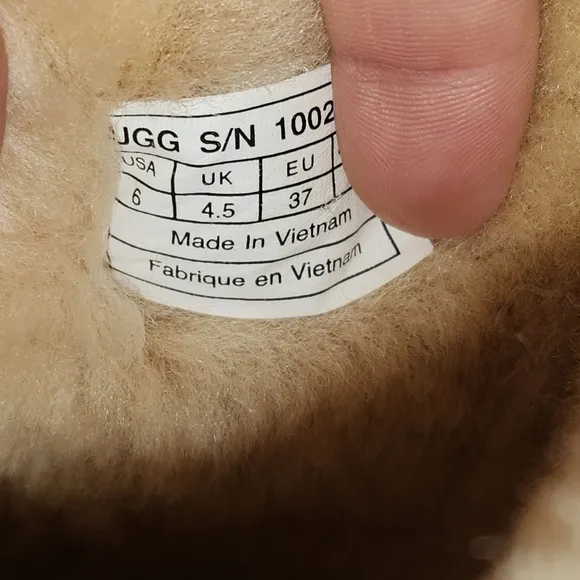 UGG S/N 1002
USA UK EU
6 4.5 37
Made In Vietnam
Fabrique en Vietnam